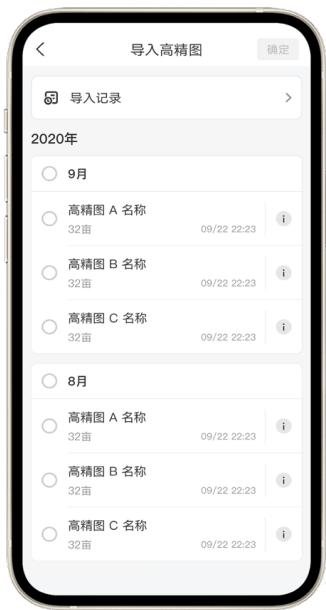 导入高精图 确定
导入记录
2020年
9月
高精图 A 名称
32亩 09/22 22:23
高精图 B 名称
32亩 09/22 22:23
高精图 C 名称
32亩 09/22 22:23
8月
高精图 A 名称
32亩 09/22 22:23
高精图 B 名称
32亩 09/22 22:23
高精图 C 名称
32亩 09/22 22:23